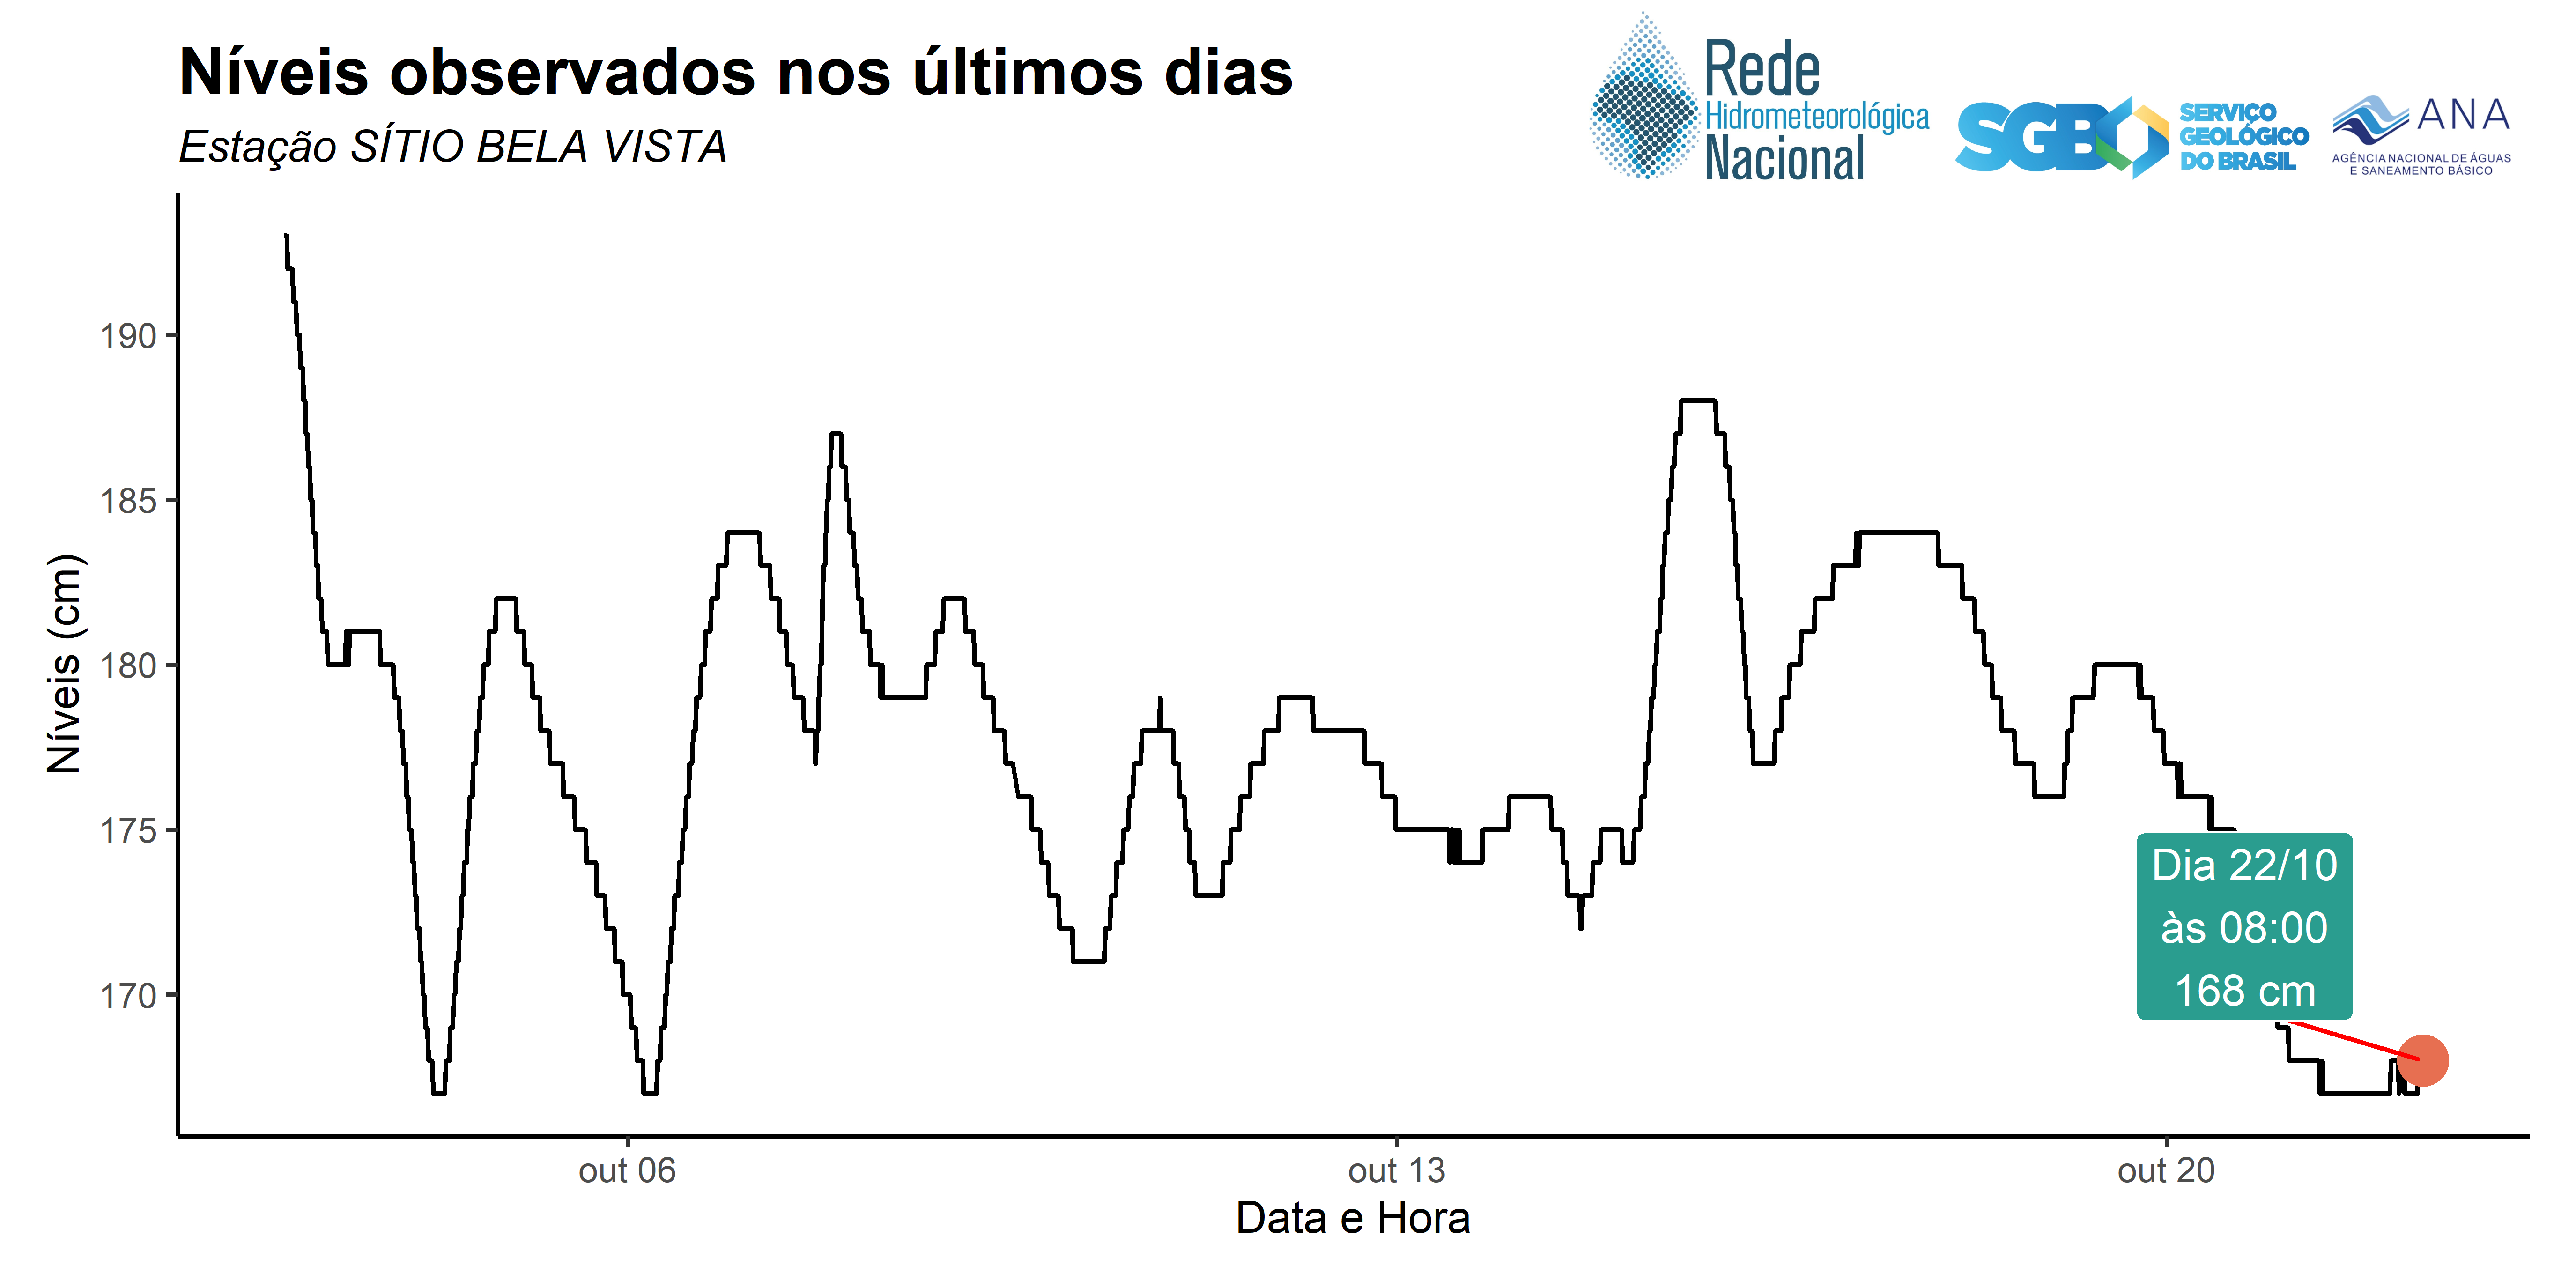 Níveis observados nos últimos dias
Estação SÍTIO BELA VISTA
Rede
Hidrometeorológica
Nacional
SGB
SERVIÇO
GEOLÓGICO
DO BRASIL
ANA
AGÊNCIA NACIONAL DE ÁGUAS
E SANEAMENTO BÁSICO
Níveis (cm)
190
185
180
175
170
Dia 22/10
às 08:00
168 cm
out 06
out 13
out 20
Data e Hora